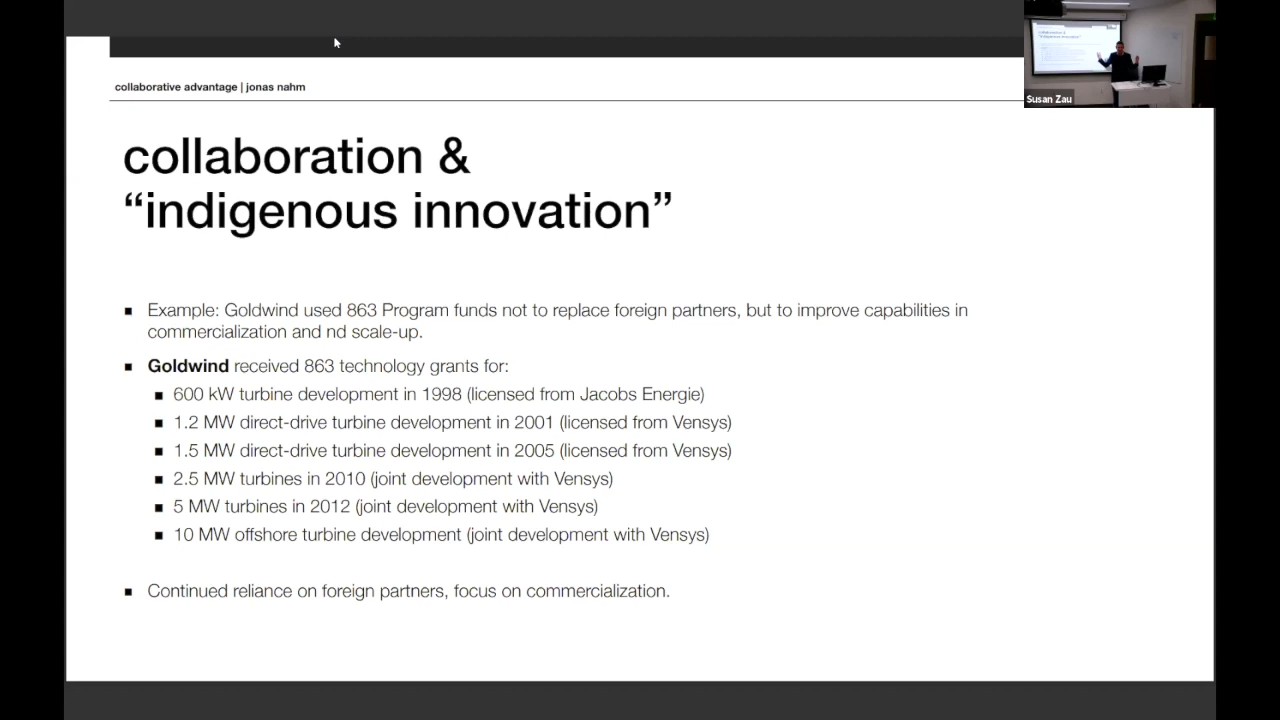 collaborative advantage | jonas nahm
collaboration &
“indigenous innovation”
Example: Goldwind used 863 Program funds not to replace foreign partners, but to improve capabilities in
commercialization and nd scale-up.
Goldwind received 863 technology grants for:
600 kW turbine development in 1998 (licensed from Jacobs Energie)
1.2 MW direct-drive turbine development in 2001 (licensed from Vensys)
1.5 MW direct-drive turbine development in 2005 (licensed from Vensys)
2.5 MW turbines in 2010 (joint development with Vensys)
5 MW turbines in 2012 (joint development with Vensys)
10 MW offshore turbine development (joint development with Vensys)
Continued reliance on foreign partners, focus on commercialization.
Susan Zau